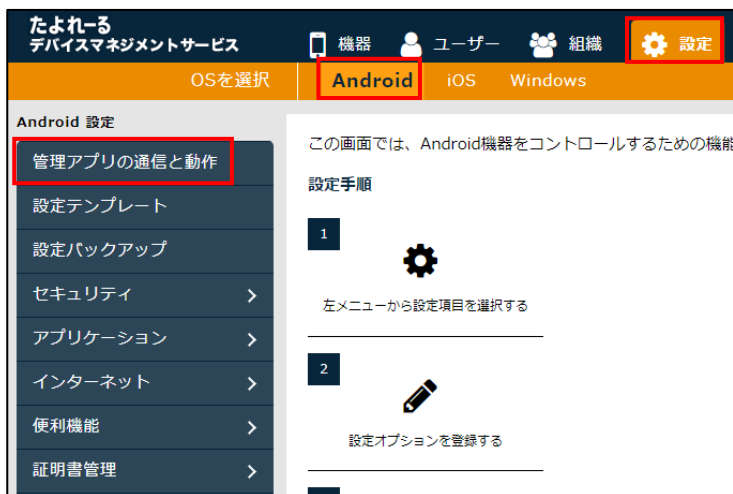 たよれーる
デバイスマネジメントサービス
機器 ユーザー 組織 設定
OSを選択 Android iOS Windows
Android 設定
管理アプリの通信と動作
設定テンプレート
設定バックアップ
セキュリティ
アプリケーション
インターネット
便利機能
証明書管理
この画面では、Android機器をコントロールするための機能
設定手順
1
左メニューから設定項目を選択する
2
設定オプションを登録する